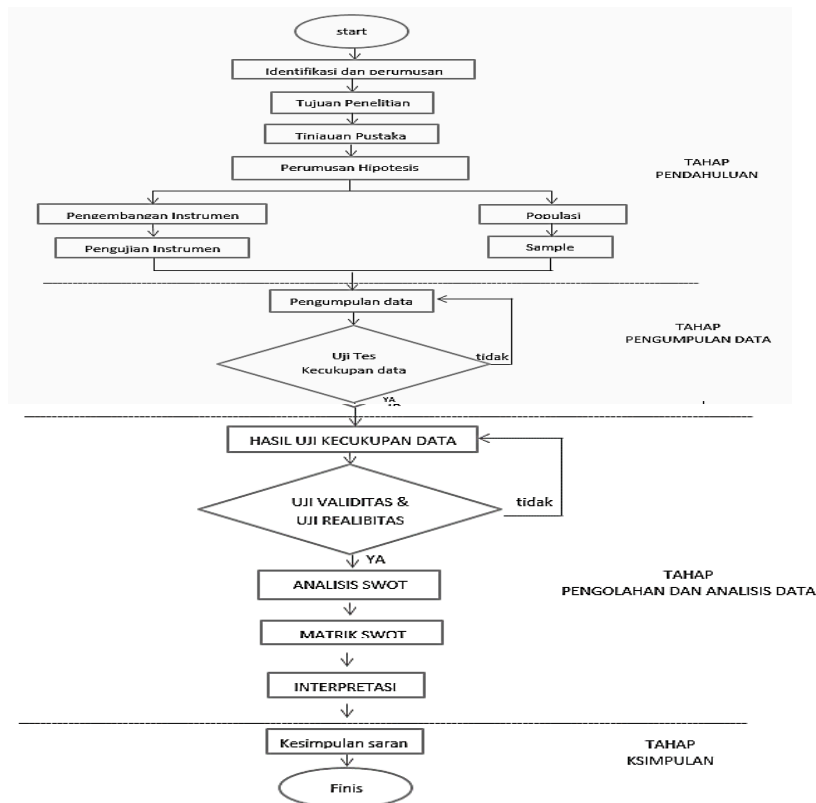 start
Identifikasi dan perumusan
Tujuan Penelitian
Tinjauan Pustaka
Perumusan Hipotesis
TAHAP
PENDAHULUAN
Pengembangan Instrumen
Populasi
Pengujian Instrumen
Sample
Pengumpulan data
TAHAP
PENGUMPULAN DATA
Uji Tes
Kecukupan data
tidak
YA
HASIL UJI KECUKUPAN DATA
UJI VALIDITAS &
UJI REALIBITAS
tidak
YA
ANALISIS SWOT
TAHAP
PENGOLAHAN DAN ANALISIS DATA
MATRIK SWOT
INTERPRETASI
Kesimpulan saran
TAHAP
KSIMPULAN
Finis